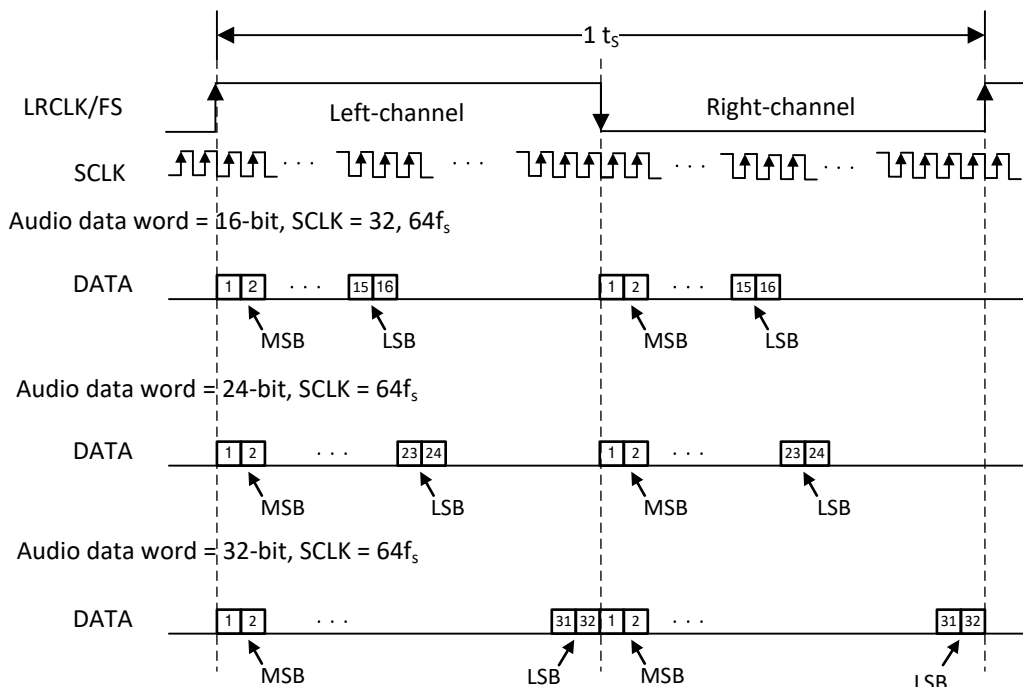 1 tS
LRCLK/FS
Left-channel
Right-channel
SCLK
Audio data word = 16-bit, SCLK = 32, 64fs
DATA
1 2 · · · 15 16 1 2 · · · 15 16
MSB LSB MSB LSB
Audio data word = 24-bit, SCLK = 64fs
DATA
1 2 · · · 23 24 1 2 · · · 23 24
MSB LSB MSB LSB
Audio data word = 32-bit, SCLK = 64fs
DATA
1 2 · · · 31 32 1 2 · · · 31 32
MSB LSB MSB LSB